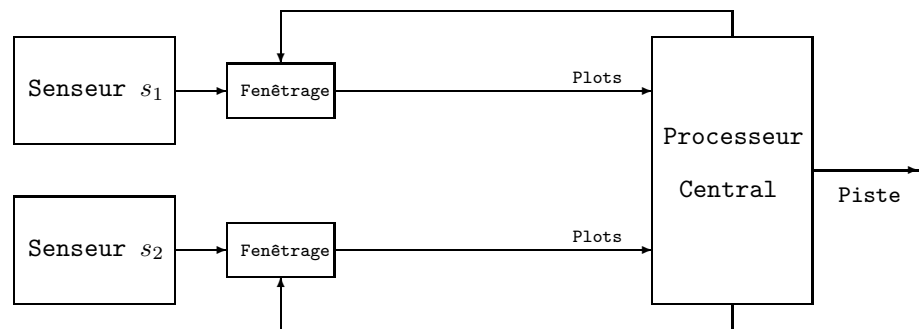 Senseur s₁
Fenêtrage
Plots
Processeur
Central
Piste
Senseur s₂
Fenêtrage
Plots